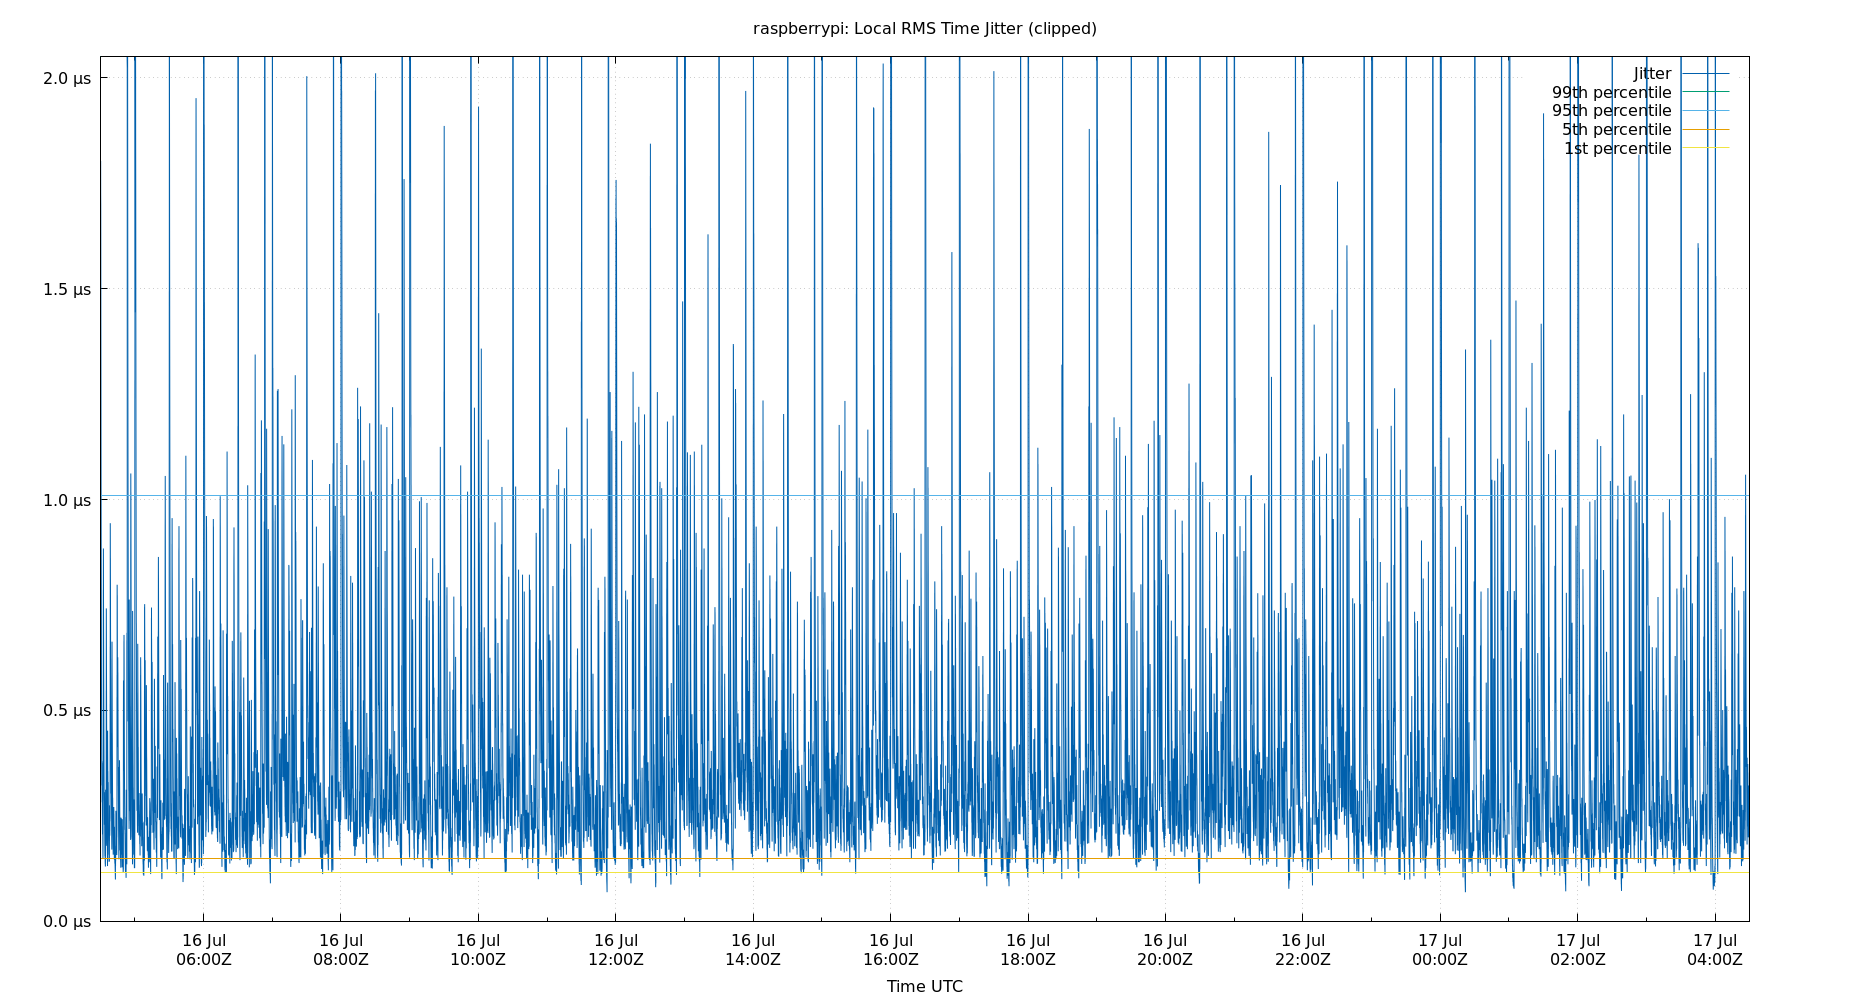 raspberrypi: Local RMS Time Jitter (clipped)
2.0 µs
1.5 µs
1.0 µs
0.5 µs
0.0 µs
Jitter
99th percentile
95th percentile
5th percentile
1st percentile
16 Jul 16 Jul 16 Jul 16 Jul 16 Jul 16 Jul 16 Jul 16 Jul 16 Jul 17 Jul 17 Jul 17 Jul
06:00Z 08:00Z 10:00Z 12:00Z 14:00Z 16:00Z 18:00Z 20:00Z 22:00Z 00:00Z 02:00Z 04:00Z
Time UTC